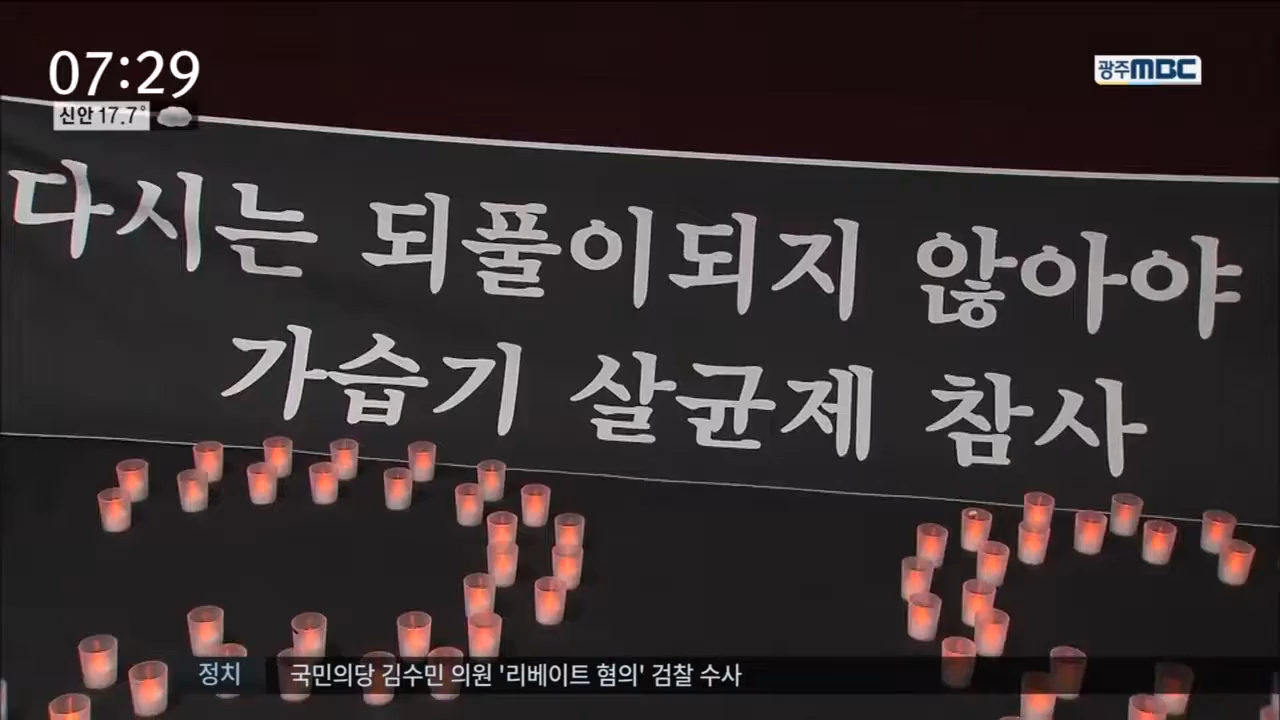 07:29
신안 17.7°
광주MBC
다시는 되풀이되지 않아야
가습기 살균제 참사
정치 국민의당 김수민 의원 '리베이트 혐의' 검찰 수사